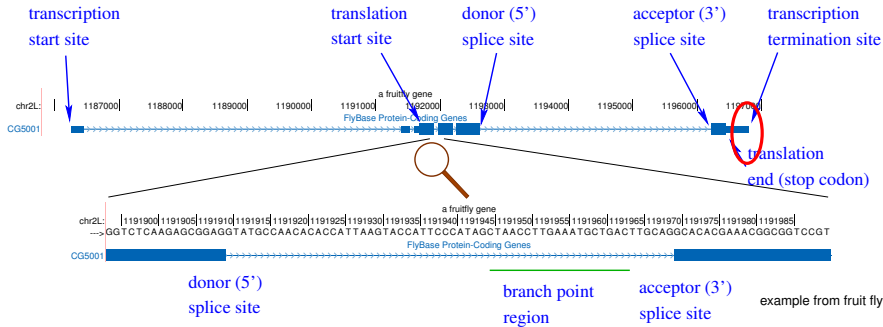 transcription
start site
translation
start site
donor (5’)
splice site
acceptor (3’)
splice site
transcription
termination site
a fruitfly gene
chr2L: 1187000 1188000 1189000 1190000 1191000 1192000 1193000 1194000 1195000 1196000 1197000
FlyBase Protein-Coding Genes
CG5001
translation
end (stop codon)
a fruitfly gene
chr2L: 1191900 1191905 1191910 1191915 1191920 1191925 1191930 1191935 1191940 1191945 1191950 1191955 1191960 1191965 1191970 1191975 1191980 1191985
---> GGTCTCAAGAGCGGAGGTATGCCAACACACCATTAAGTACCATTCCCATAGCTAACCTTGAAATGCTGACTTGCAGGCACACGAAACGGCGGTCCGT
FlyBase Protein-Coding Genes
CG5001
donor (5’)
splice site
branch point
region
acceptor (3’)
splice site
example from fruit fly